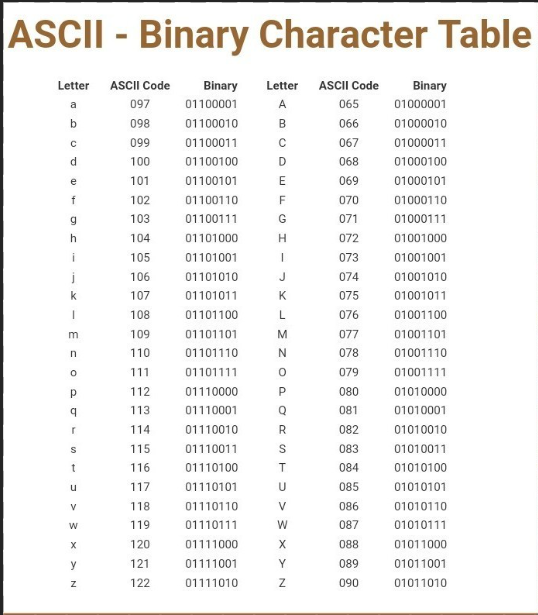 ASCII - Binary Character Table
Letter ASCII Code Binary Letter ASCII Code Binary
a 097 01100001 A 065 01000001
b 098 01100010 B 066 01000010
c 099 01100011 C 067 01000011
d 100 01100100 D 068 01000100
e 101 01100101 E 069 01000101
f 102 01100110 F 070 01000110
g 103 01100111 G 071 01000111
h 104 01101000 H 072 01001000
i 105 01101001 I 073 01001001
j 106 01101010 J 074 01001010
k 107 01101011 K 075 01001011
l 108 01101100 L 076 01001100
m 109 01101101 M 077 01001101
n 110 01101110 N 078 01001110
o 111 01101111 O 079 01001111
p 112 01110000 P 080 01010000
q 113 01110001 Q 081 01010001
r 114 01110010 R 082 01010010
s 115 01110011 S 083 01010011
t 116 01110100 T 084 01010100
u 117 01110101 U 085 01010101
v 118 01110110 V 086 01010110
w 119 01110111 W 087 01010111
x 120 01111000 X 088 01011000
y 121 01111001 Y 089 01011001
z 122 01111010 Z 090 01011010